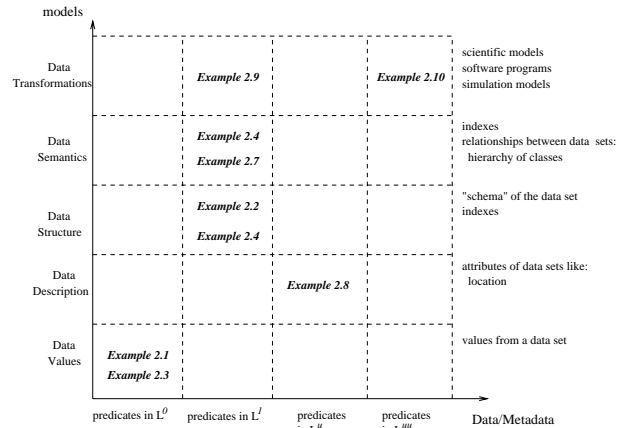 models
Data
Transformations
Example 2.9
Example 2.10
scientific models
software programs
simulation models
Data
Semantics
Example 2.4
Example 2.7
indexes
relationships between data sets:
hierarchy of classes
Data
Structure
Example 2.2
Example 2.4
"schema" of the data set
indexes
Data
Description
Example 2.8
attributes of data sets like:
location
Data
Values
Example 2.1
Example 2.3
values from a data set
predicates in L^0
predicates in L^1
predicates
predicates
Data/Metadata